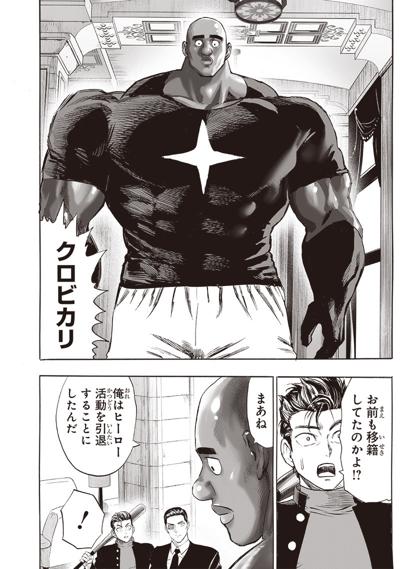 クロビカリ
お前も移籍
してたのかよ!?
まあね
俺はヒーロー
活動を引退
することに
したんだ
!